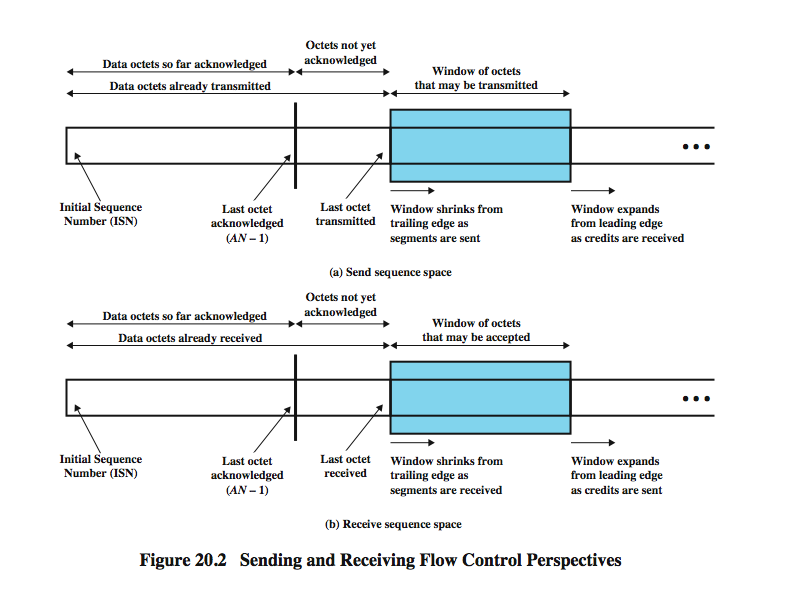 Octets not yet
acknowledged
Data octets so far acknowledged
Window of octets
that may be transmitted
Data octets already transmitted
•••
Initial Sequence
Number (ISN)
Last octet
acknowledged
(AN – 1)
Last octet
transmitted
Window shrinks from
trailing edge as
segments are sent
Window expands
from leading edge
as credits are received
(a) Send sequence space
Octets not yet
acknowledged
Data octets so far acknowledged
Window of octets
that may be accepted
Data octets already received
•••
Initial Sequence
Number (ISN)
Last octet
acknowledged
(AN – 1)
Last octet
received
Window shrinks from
trailing edge as
segments are received
Window expands
from leading edge
as credits are sent
(b) Receive sequence space
Figure 20.2 Sending and Receiving Flow Control Perspectives